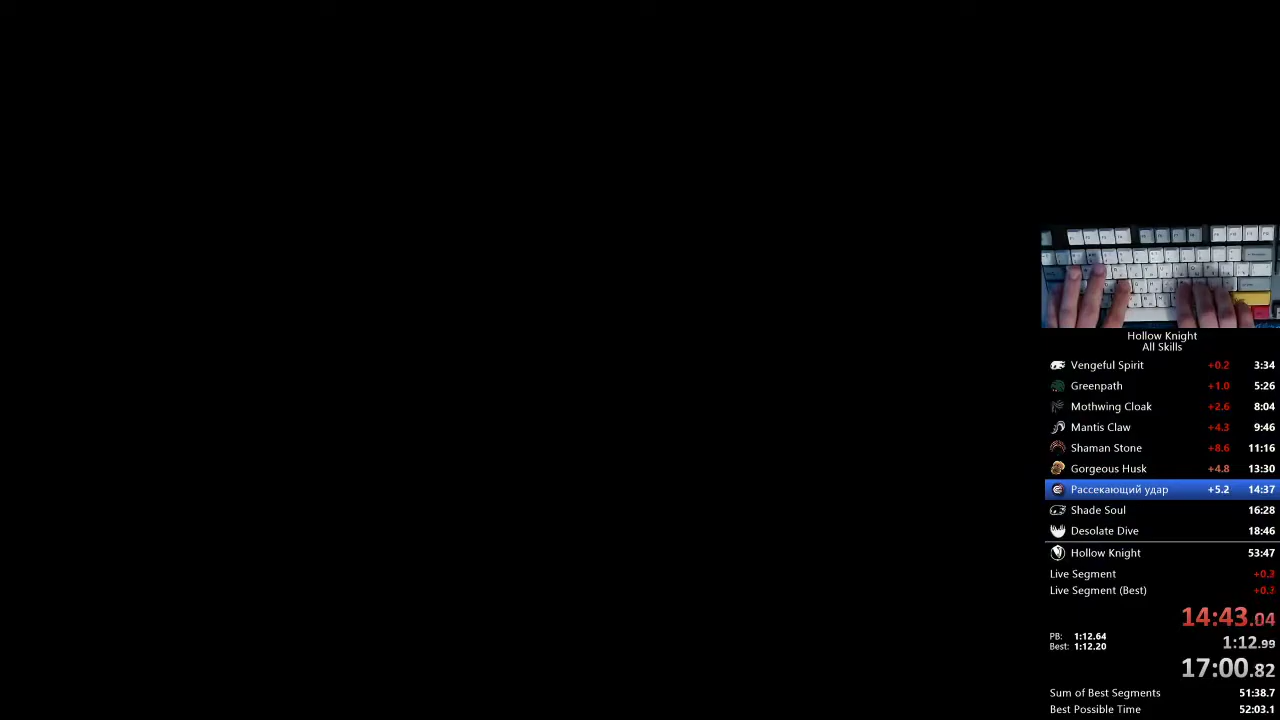 Hollow Knight
All Skills
Vengeful Spirit +0.2 3:34
Greenpath +1.0 5:26
Mothwing Cloak +2.6 8:04
Mantis Claw +4.3 9:46
Shaman Stone +8.6 11:16
Gorgeous Husk +4.8 13:30
Рассекающий удар +5.2 14:37
Shade Soul 16:28
Desolate Dive 18:46
Hollow Knight 53:47
Live Segment +0.3
Live Segment (Best) +0.3
14:43.04
PB: 1:12.64
Best: 1:12.20
1:12.99
17:00.82
Sum of Best Segments 51:38.7
Best Possible Time 52:03.1